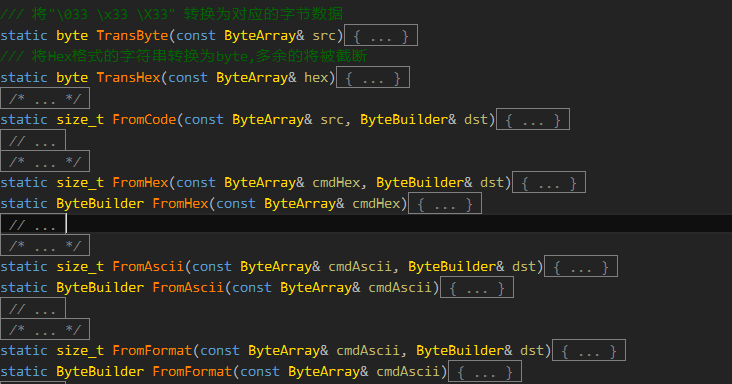 /// 将"\033 \x33 \X33" 转换为对应的字节数据
static byte TransByte(const ByteArray& src){ ... }
/// 将Hex格式的字符串转换为byte,多余的将被截断
static byte TransHex(const ByteArray& hex){ ... }
/* ... */
static size_t FromCode(const ByteArray& src, ByteBuilder& dst){ ... }
// ...
/* ... */
static size_t FromHex(const ByteArray& cmdHex, ByteBuilder& dst){ ... }
static ByteBuilder FromHex(const ByteArray& cmdHex){ ... }
// ...
/* ... */
static size_t FromAscii(const ByteArray& cmdAscii, ByteBuilder& dst){ ... }
static ByteBuilder FromAscii(const ByteArray& cmdAscii){ ... }
// ...
/* ... */
static size_t FromFormat(const ByteArray& cmdAscii, ByteBuilder& dst){ ... }
static ByteBuilder FromFormat(const ByteArray& cmdAscii){ ... }